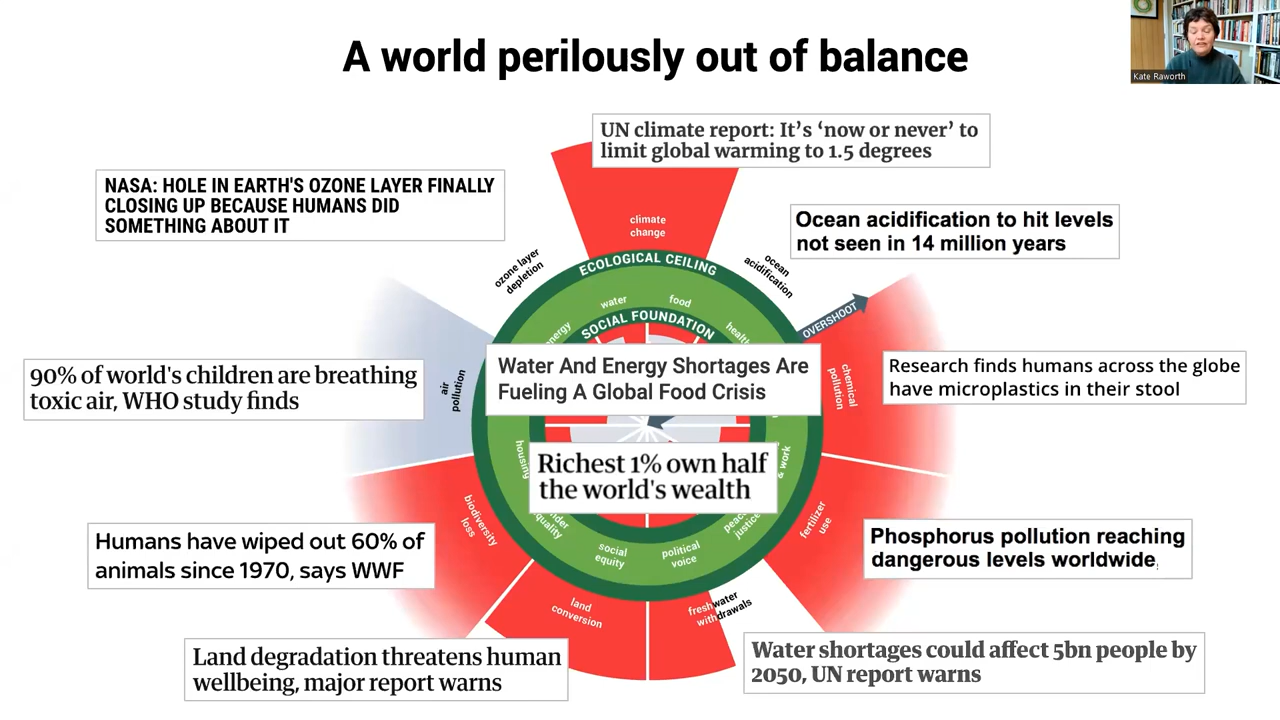 A world perilously out of balance
Kate Raworth
UN climate report: It's ‘now or never’ to
limit global warming to 1.5 degrees
NASA: HOLE IN EARTH'S OZONE LAYER FINALLY
CLOSING UP BECAUSE HUMANS DID
SOMETHING ABOUT IT
Ocean acidification to hit levels
not seen in 14 million years
climate
change
ozone layer
depletion
ocean
acidification
ECOLOGICAL CEILING
water
food
energy
health
SOCIAL FOUNDATION
OVERSHOOT
Water And Energy Shortages Are
Fueling A Global Food Crisis
90% of world's children are breathing
toxic air, WHO study finds
air
pollution
chemical
pollution
Research finds humans across the globe
have microplastics in their stool
housing
& work
Richest 1% own half
the world's wealth
biodiversity
loss
equality
social
equity
political
voice
justice
fertilizer
use
Humans have wiped out 60% of
animals since 1970, says WWF
Phosphorus pollution reaching
dangerous levels worldwide
land
conversion
freshwater
withdrawals
Land degradation threatens human
wellbeing, major report warns
Water shortages could affect 5bn people by
2050, UN report warns